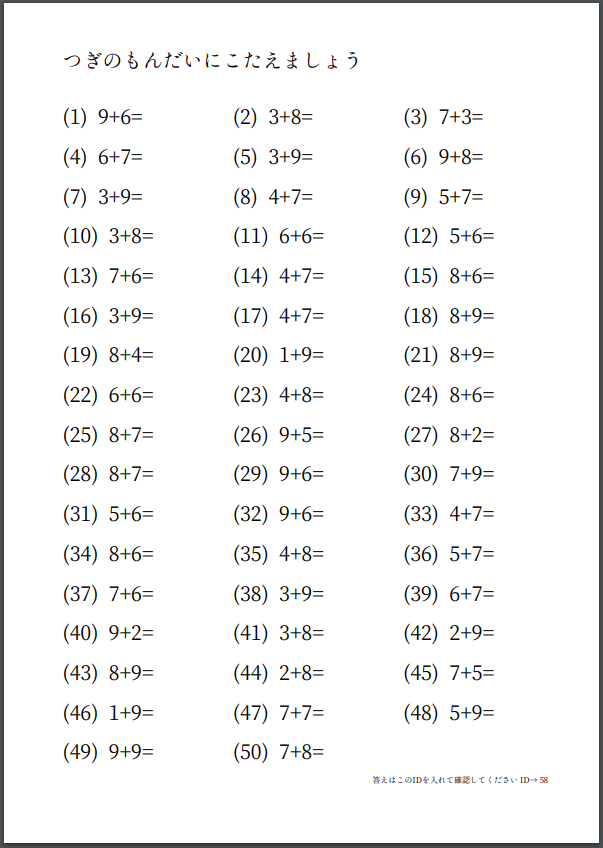 つぎのもんだいにこたえましょう
(1) 9+6= (2) 3+8= (3) 7+3=
(4) 6+7= (5) 3+9= (6) 9+8=
(7) 3+9= (8) 4+7= (9) 5+7=
(10) 3+8= (11) 6+6= (12) 5+6=
(13) 7+6= (14) 4+7= (15) 8+6=
(16) 3+9= (17) 4+7= (18) 8+9=
(19) 8+4= (20) 1+9= (21) 8+9=
(22) 6+6= (23) 4+8= (24) 8+6=
(25) 8+7= (26) 9+5= (27) 8+2=
(28) 8+7= (29) 9+6= (30) 7+9=
(31) 5+6= (32) 9+6= (33) 4+7=
(34) 8+6= (35) 4+8= (36) 5+7=
(37) 7+6= (38) 3+9= (39) 6+7=
(40) 9+2= (41) 3+8= (42) 2+9=
(43) 8+9= (44) 2+8= (45) 7+5=
(46) 1+9= (47) 7+7= (48) 5+9=
(49) 9+9= (50) 7+8=
答えはこのIDを入れて確認してください ID→ 58